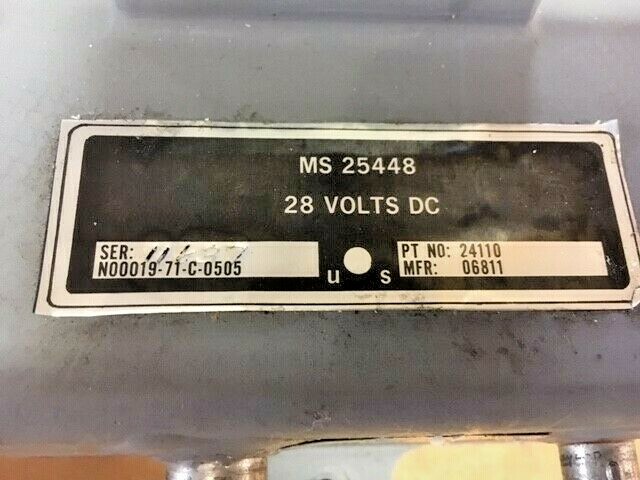 MS 25448
28 VOLTS DC
SER:
N00019-71-C-0505
U S
PT NO: 24110
MFR: 06811